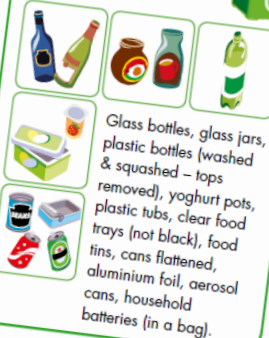 Glass bottles, glass jars,
plastic bottles (washed
& squashed – tops
removed), yoghurt pots,
plastic tubs, clear food
trays (not black), food
tins, cans flattened,
aluminium foil, aerosol
cans, household
batteries (in a bag).
BEANS